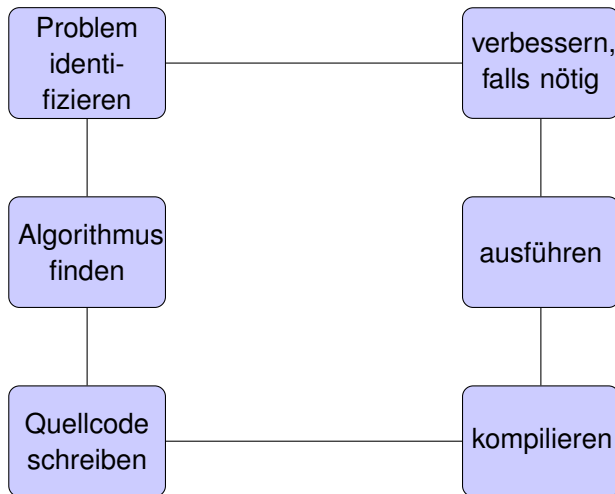 Problem
identi-
fizieren
verbessern,
falls nötig
Algorithmus
finden
ausführen
Quellcode
schreiben
kompilieren